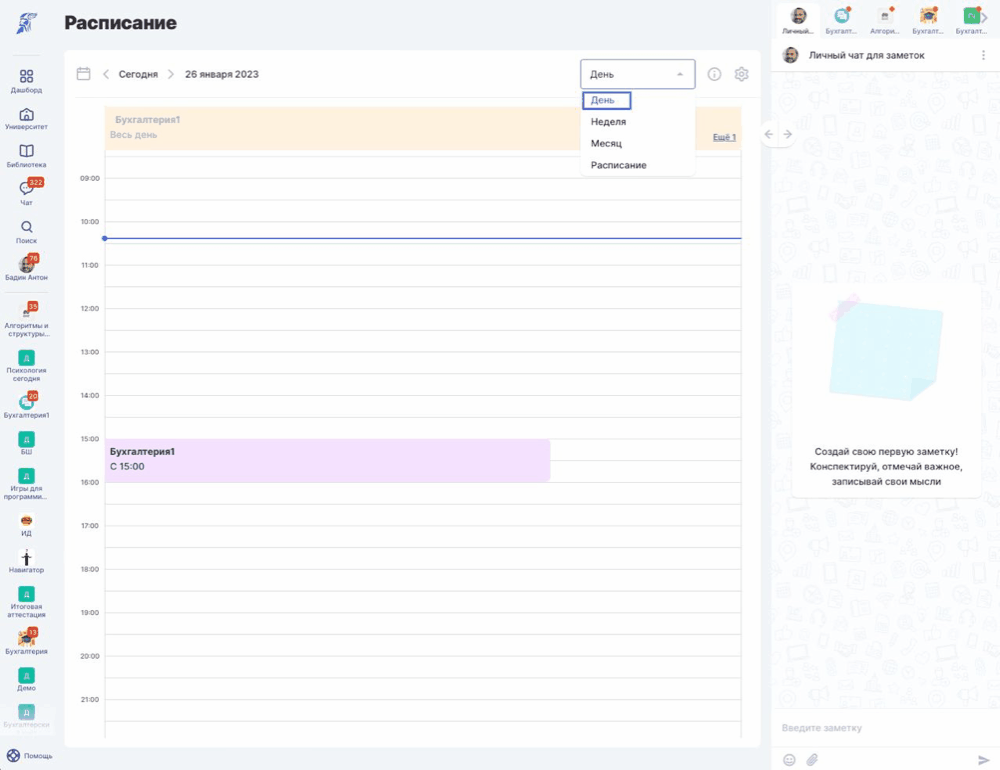 Дашборд
Университет
Библиотека
322
Чат
Поиск
76
Бадин Антон
39
Алгоритмы и
структуры...
Д
Психология
сегодня
20
Бухгалтерия1
Д
БШ
Д
Игры для
программи...
ИД
Навигатор
Д
Итоговая
аттестация
13
Бухгалтерия
Д
Демо
Д
Помощь
Расписание
Сегодня
26 января 2023
День
День
Неделя
Месяц
Расписание
Бухгалтерия1
Весь день
Ещё 1
09:00
10:00
11:00
12:00
13:00
14:00
15:00
Бухгалтерия1
С 15:00
16:00
17:00
18:00
19:00
20:00
21:00
Личный...
Бухгалт...
Алгори...
Бухгалт...
Бухгалт...
Личный чат для заметок
Создай свою первую заметку!
Конспектируй, отмечай важное,
записывай свои мысли
Введите заметку